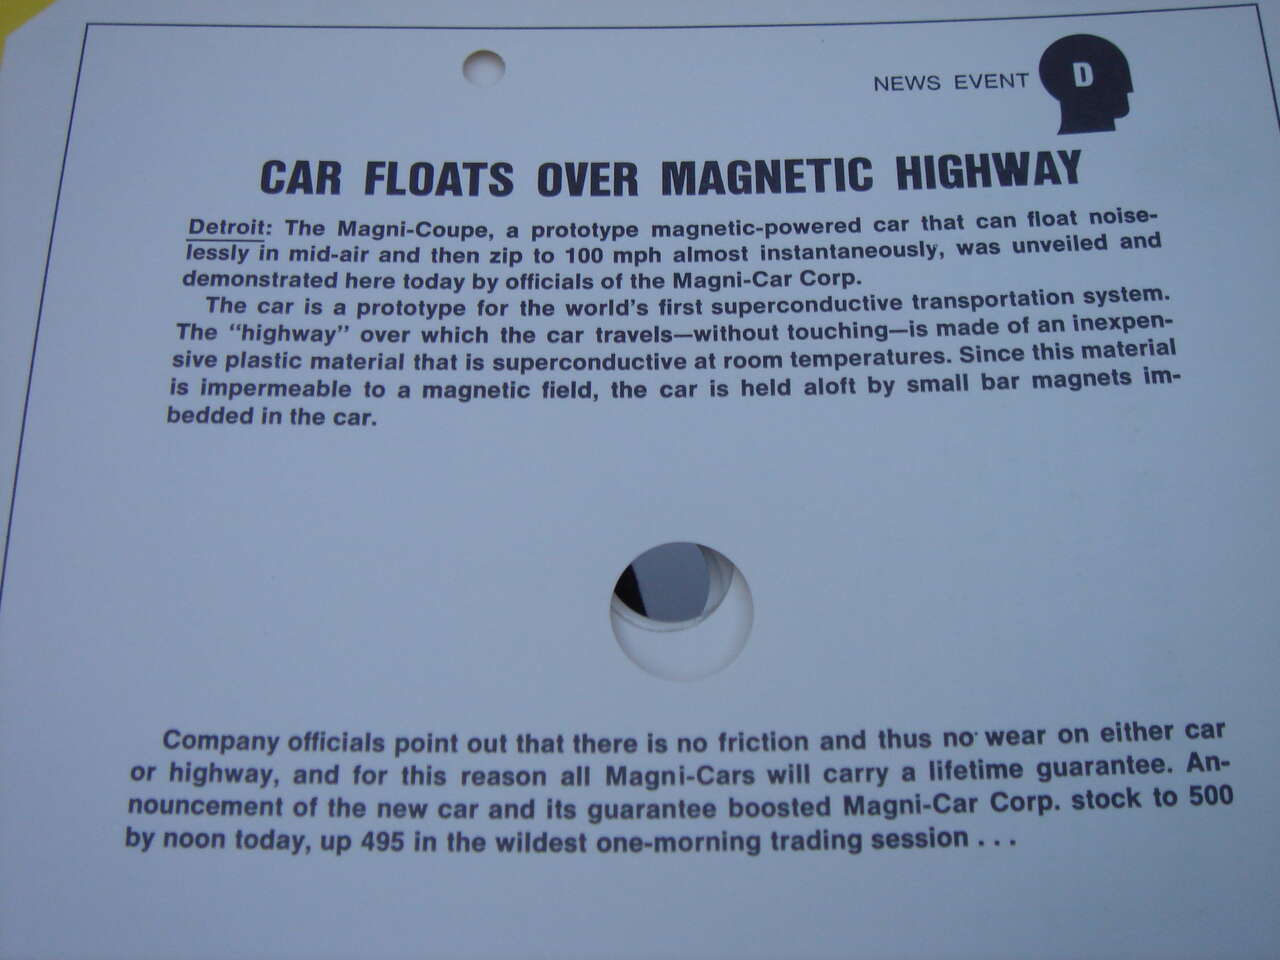 NEWS EVENT D
CAR FLOATS OVER MAGNETIC HIGHWAY
Detroit: The Magni-Coupe, a prototype magnetic-powered car that can float noise-
lessly in mid-air and then zip to 100 mph almost instantaneously, was unveiled and
demonstrated here today by officials of the Magni-Car Corp.
The car is a prototype for the world's first superconductive transportation system.
The "highway" over which the car travels—without touching—is made of an inexpen-
sive plastic material that is superconductive at room temperatures. Since this material
is impermeable to a magnetic field, the car is held aloft by small bar magnets im-
bedded in the car.
Company officials point out that there is no friction and thus no wear on either car
or highway, and for this reason all Magni-Cars will carry a lifetime guarantee. An-
nouncement of the new car and its guarantee boosted Magni-Car Corp. stock to 500
by noon today, up 495 in the wildest one-morning trading session . . .